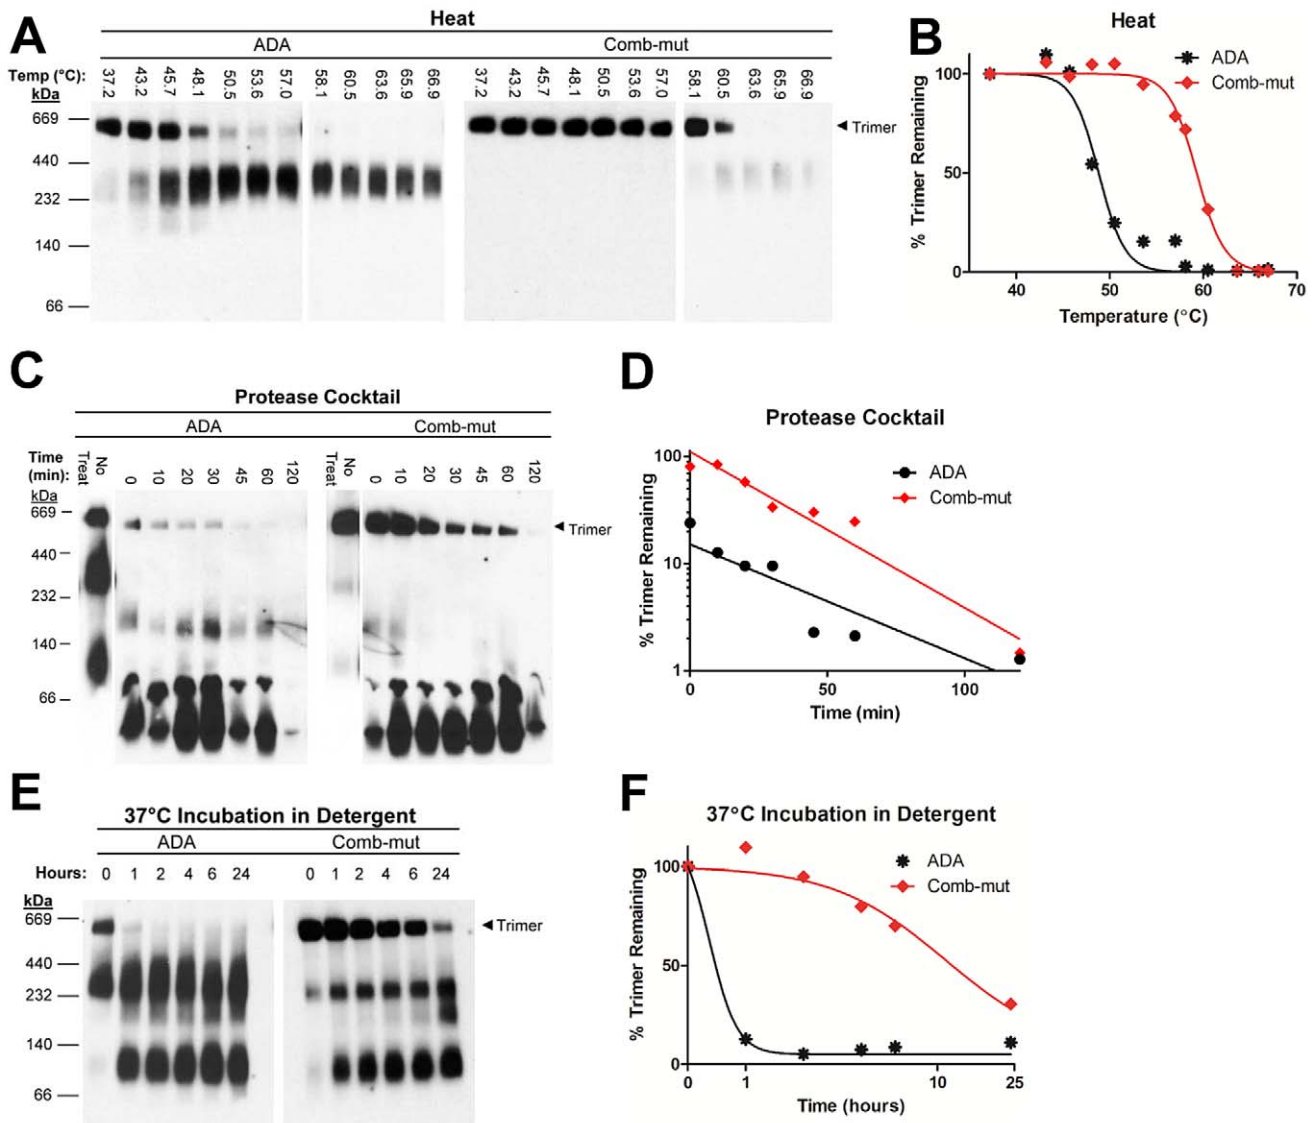 A
Heat
ADA
Comb-mut
Temp (°C):
37.2 43.2 45.7 48.1 50.5 53.6 57.0 58.1 60.5 63.6 65.9 66.9
37.2 43.2 45.7 48.1 50.5 53.6 57.0 58.1 60.5 63.6 65.9 66.9
kDa
669
440
232
140
66
Trimer
B
Heat
ADA
Comb-mut
% Trimer Remaining
100
50
0
40 50 60 70
Temperature (°C)
C
Protease Cocktail
ADA
Comb-mut
Time
(min):
No Treat 0 10 20 30 45 60 120
No Treat 0 10 20 30 45 60 120
kDa
669
440
232
140
66
Trimer
D
Protease Cocktail
ADA
Comb-mut
% Trimer Remaining
100
10
1
0 50 100
Time (min)
E
37°C Incubation in Detergent
ADA
Comb-mut
Hours: 0 1 2 4 6 24 0 1 2 4 6 24
kDa
669
440
232
140
66
Trimer
F
37°C Incubation in Detergent
ADA
Comb-mut
% Trimer Remaining
100
50
0
0 1 10 25
Time (hours)